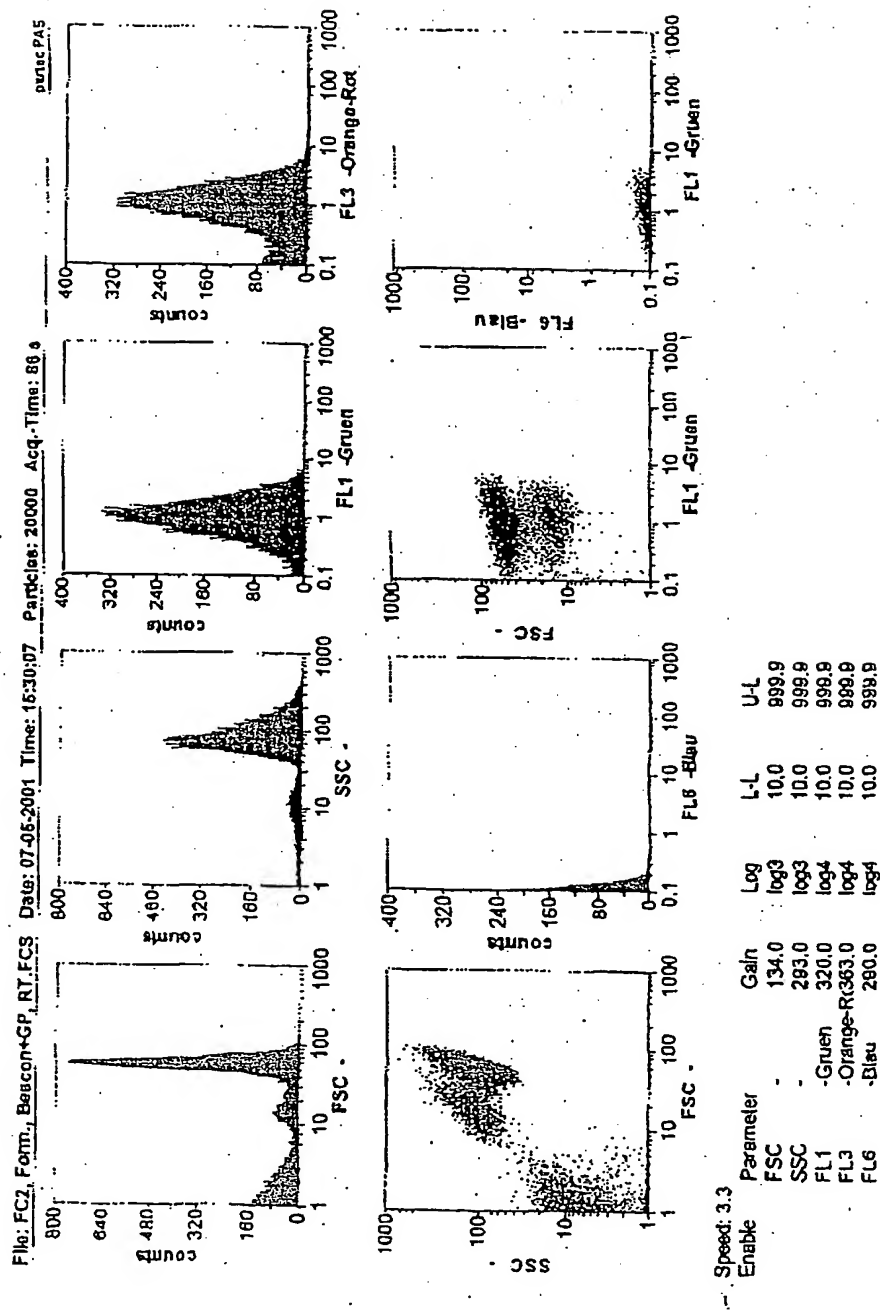 partec PA5
File: FC2, Form., Beacon+GP, RT.FCS Date: 07-06-2001 Time: 15:30:07 Particles: 20000 Acq.-Time: 86 s
counts
800
640
480
320
160
0
1 10 100 1000
FSC -
counts
800
640
480
320
160
0
1 10 100 1000
SSC -
counts
400
320
240
160
80
0
0.1 1 10 100 1000
FL1 -Gruen
counts
400
320
240
160
80
0
0.1 1 10 100 1000
FL3 -Orange-Rot
SSC -
1000
100
10
1
1 10 100 1000
FSC -
counts
400
320
240
160
80
0
0.1 1 10 100 1000
FL6 -Blau
FSC -
1000
100
10
1
0.1 1 10 100 1000
FL1 -Gruen
FL6 -Blau
1000
100
10
1
0.1
0.1 1 10 100 1000
FL1 -Gruen
Speed: 3.3
Enable Parameter Gain Log L-L U-L
FSC - 134.0 log3 10.0 999.9
SSC - 293.0 log3 10.0 999.9
FL1 -Gruen 320.0 log4 10.0 999.9
FL3 -Orange-Ro363.0 log4 10.0 999.9
FL6 -Blau 280.0 log4 10.0 999.9